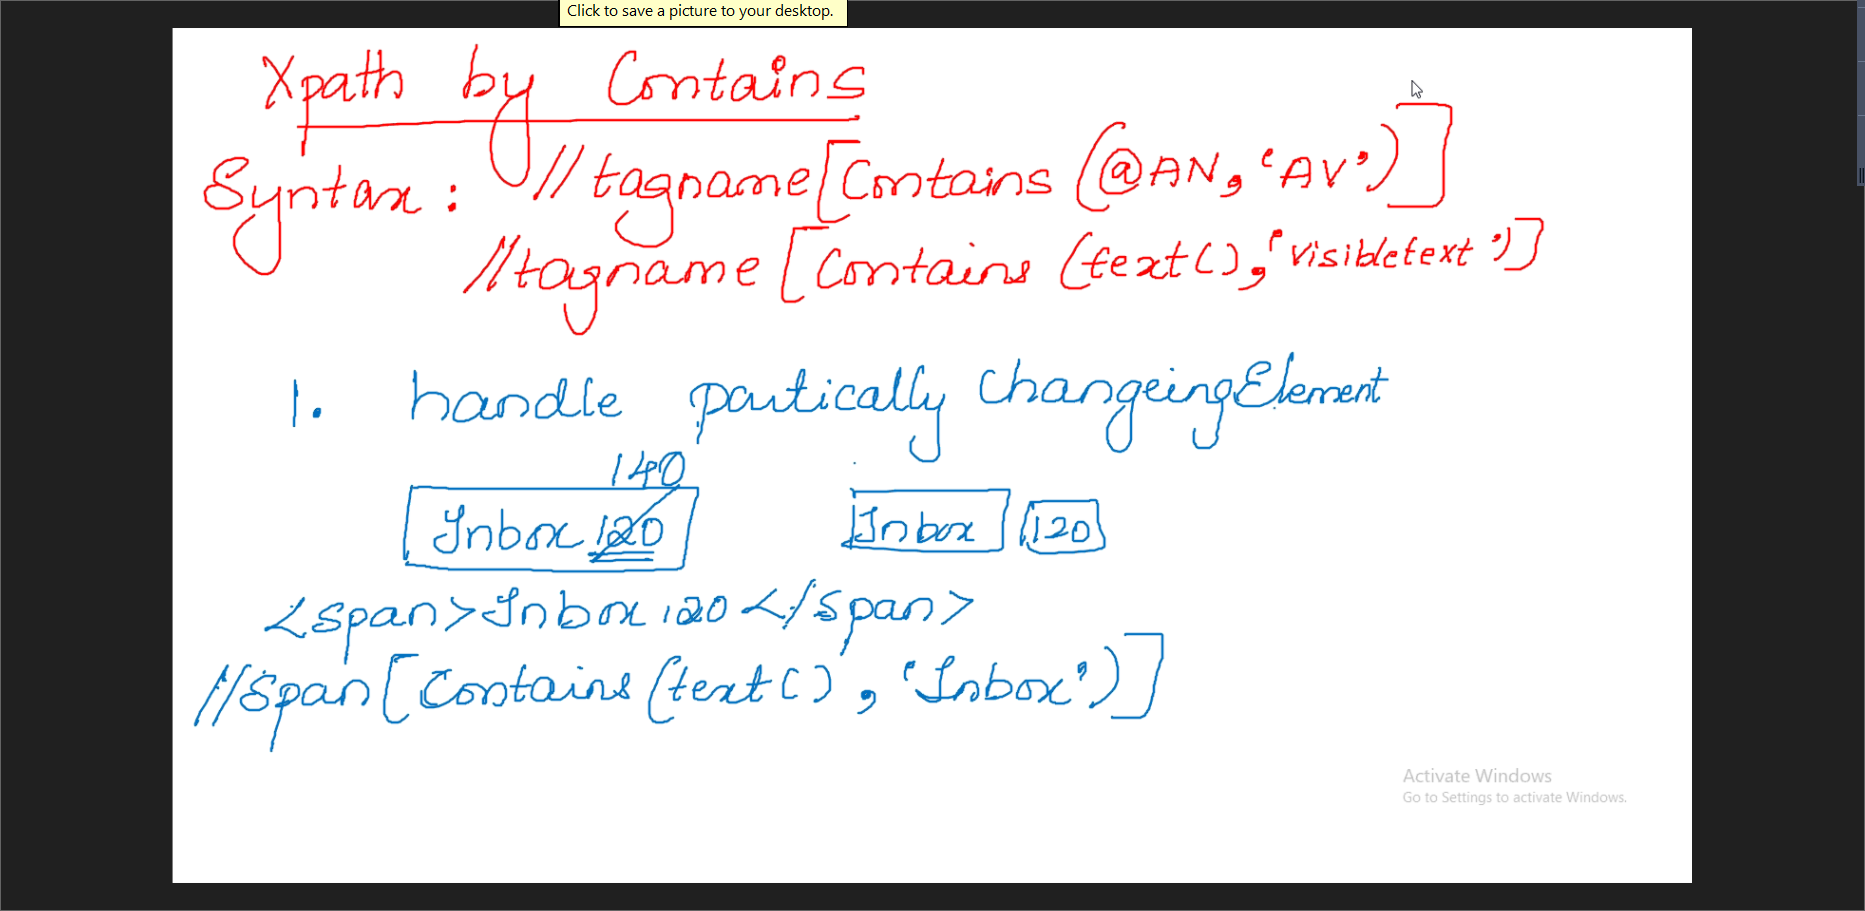 Click to save a picture to your desktop.
Xpath by Contains
Syntax: //tagname[Contains(@AN,'AV')]
//tagname[Contains(text(),'visibletext')]
1. handle partically changeingElement
140
Inbox 120 Inbox 120
<span>Inbox 120</span>
//Span[Contains(text(), 'Inbox')]
Activate Windows
Go to Settings to activate Windows.